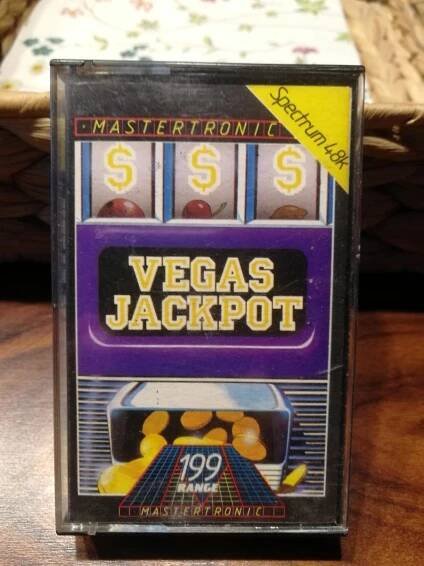 Spectrum 48K
MASTERTRONIC
$ $ $
VEGAS
JACKPOT
199
RANGE
MASTERTRONIC